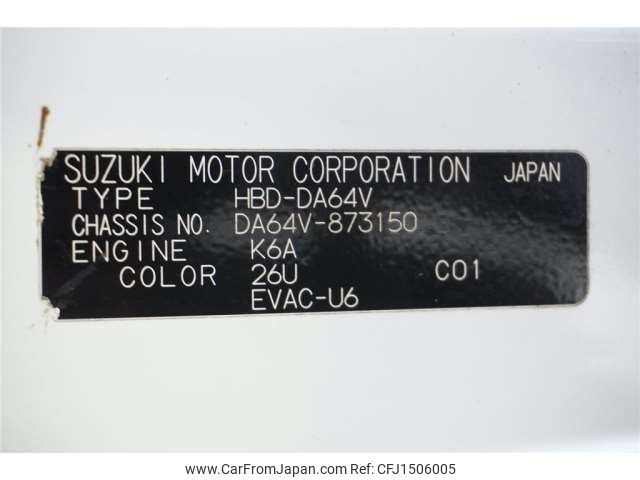 SUZUKI MOTOR CORPORATION JAPAN
TYPE HBD-DA64V
CHASSIS NO. DA64V-873150
ENGINE K6A
COLOR 26U C01
EVAC-U6
© www.CarFromJapan.com CFJ1506005